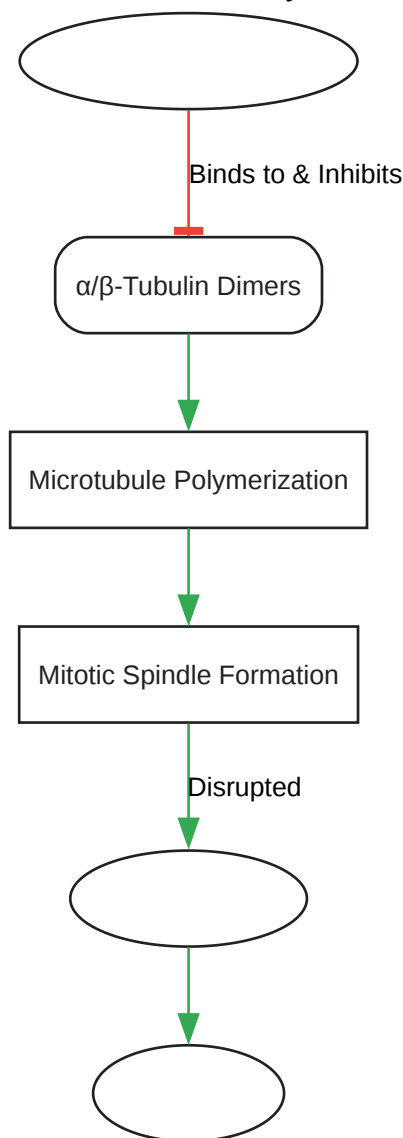 Binds to & Inhibits
α/β-Tubulin Dimers
Microtubule Polymerization
Mitotic Spindle Formation
Disrupted